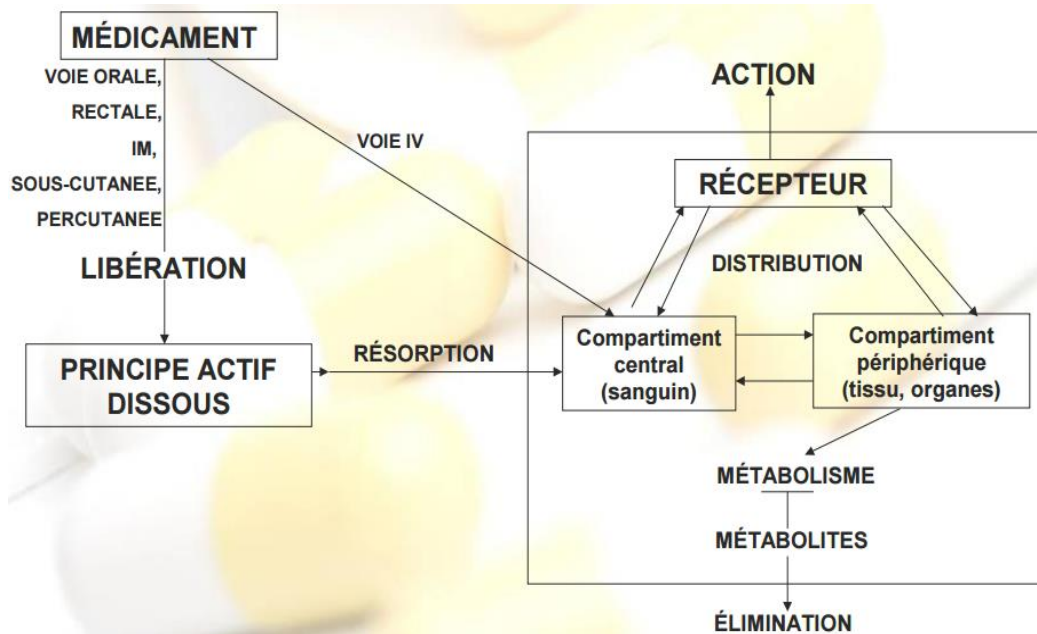 MÉDICAMENT
VOIE ORALE,
RECTALE,
IM,
SOUS-CUTANEE,
PERCUTANEE
LIBÉRATION
PRINCIPE ACTIF
DISSOUS
VOIE IV
RÉSORPTION
ACTION
RÉCEPTEUR
DISTRIBUTION
Compartiment
central
(sanguin)
Compartiment
périphérique
(tissu, organes)
MÉTABOLISME
MÉTABOLITES
ÉLIMINATION